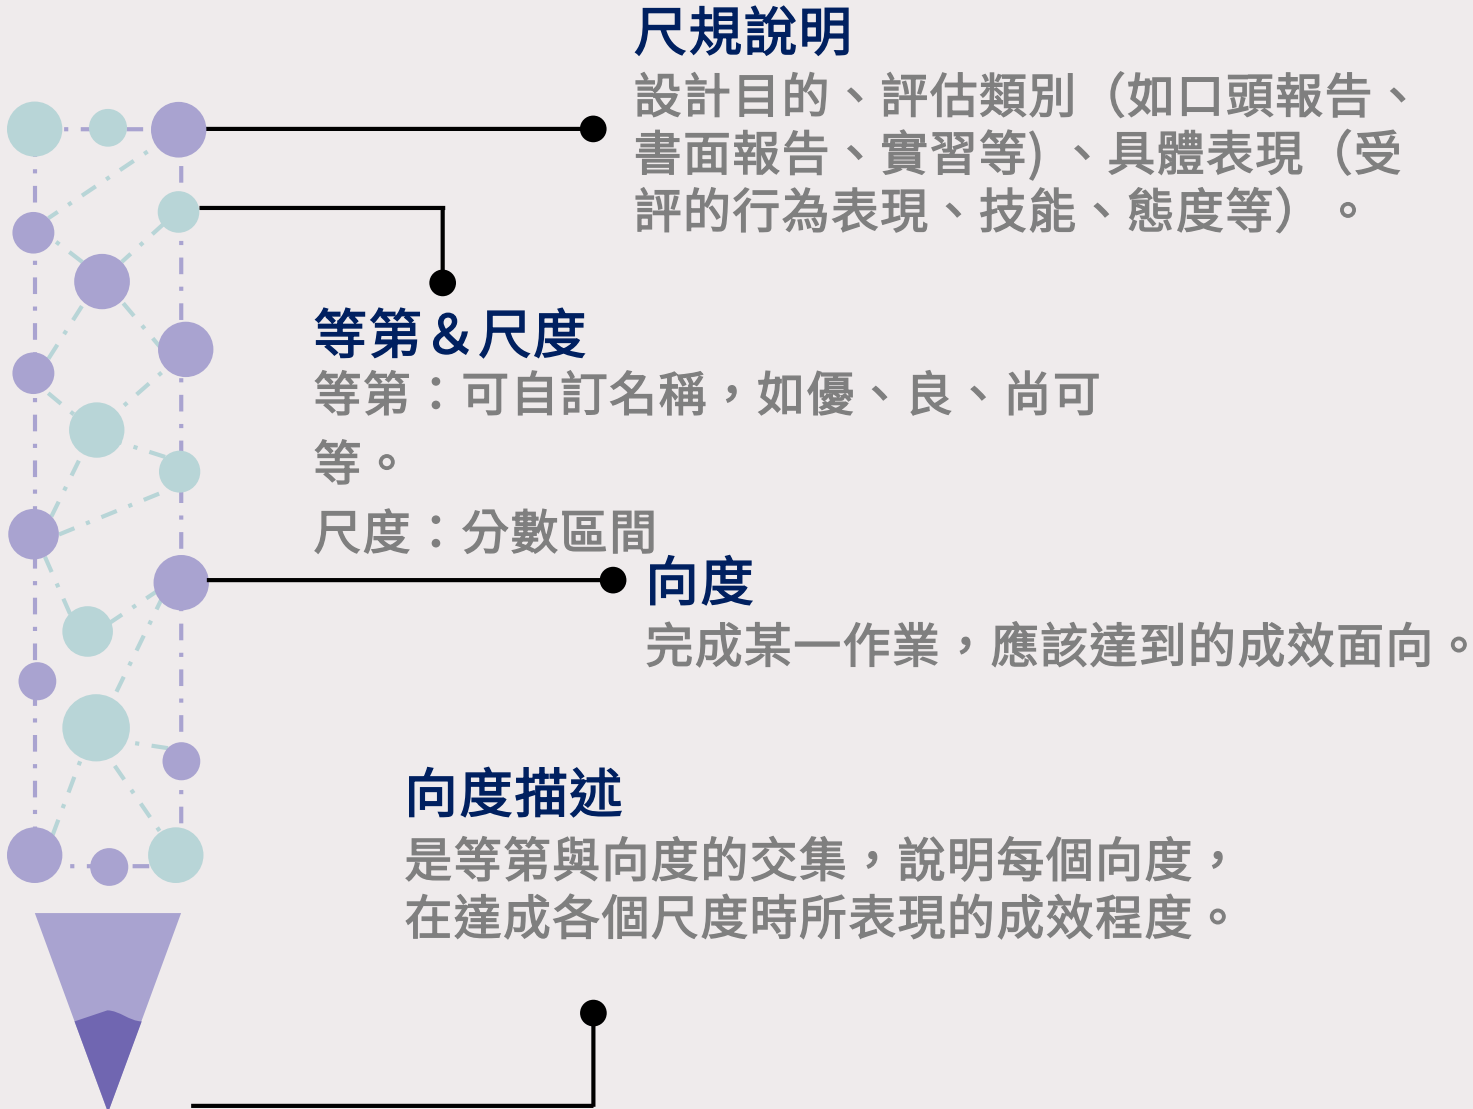 尺規說明
設計目的、評估類別（如口頭報告、
書面報告、實習等) 、具體表現（受
評的行為表現、技能、態度等）。
等第＆尺度
等第：可自訂名稱，如優、良、尚可
等。
尺度：分數區間
向度
完成某一作業，應該達到的成效面向。
向度描述
是等第與向度的交集，說明每個向度，
在達成各個尺度時所表現的成效程度。